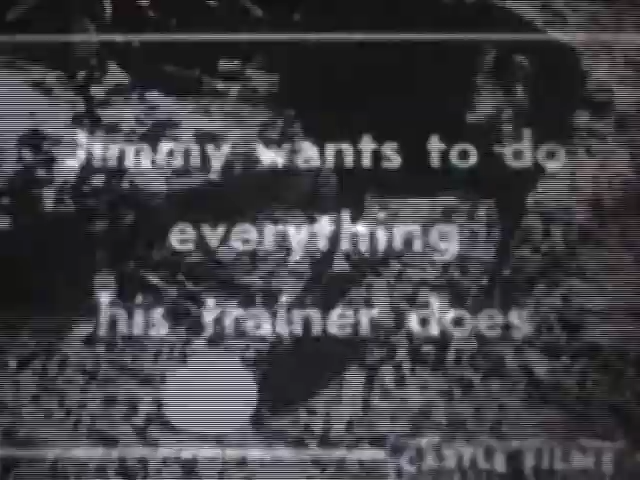 Jimmy wants to do
everything
his trainer does
CASTLE FILMS